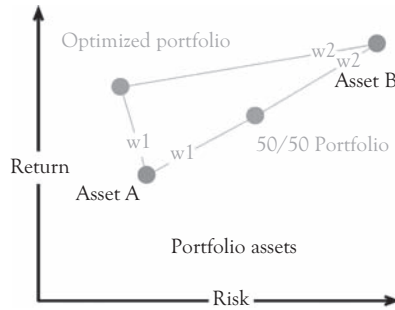 Optimized portfolio
w2
w2
Asset B
w1
w1
50/50 Portfolio
Return
Asset A
Portfolio assets
Risk